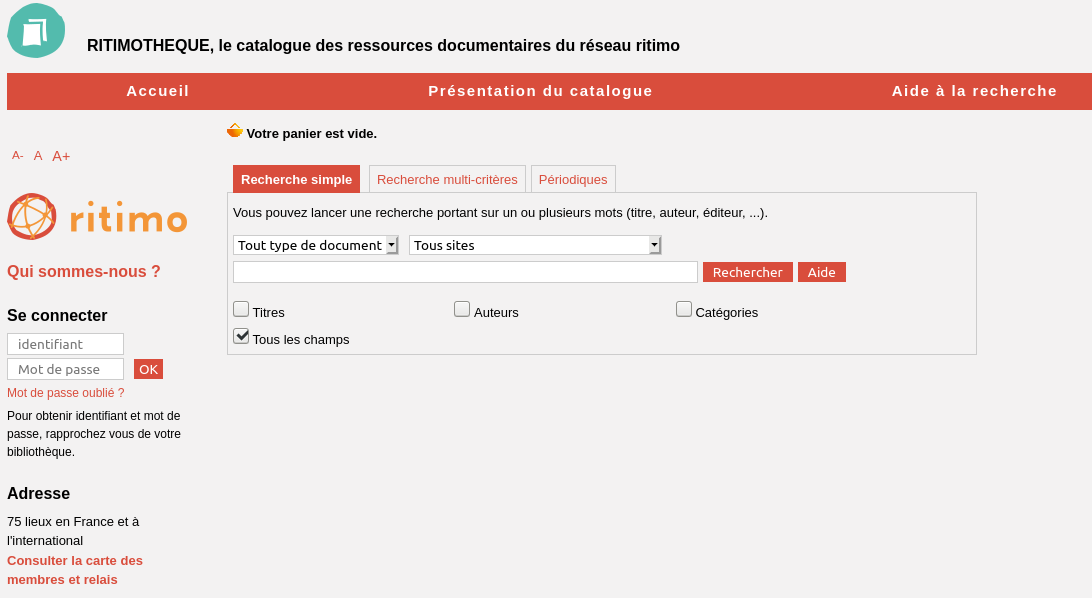 RITIMOTHEQUE, le catalogue des ressources documentaires du réseau ritimo
Accueil Présentation du catalogue Aide à la recherche
Votre panier est vide.
A- A A+
Recherche simple Recherche multi-critères Périodiques
Vous pouvez lancer une recherche portant sur un ou plusieurs mots (titre, auteur, éditeur, ...).
Tout type de document Tous sites
Rechercher Aide
Titres Auteurs Catégories
Tous les champs
ritimo
Qui sommes-nous ?
Se connecter
identifiant
Mot de passe OK
Mot de passe oublié ?
Pour obtenir identifiant et mot de
passe, rapprochez vous de votre
bibliothèque.
Adresse
75 lieux en France et à
l'international
Consulter la carte des
membres et relais